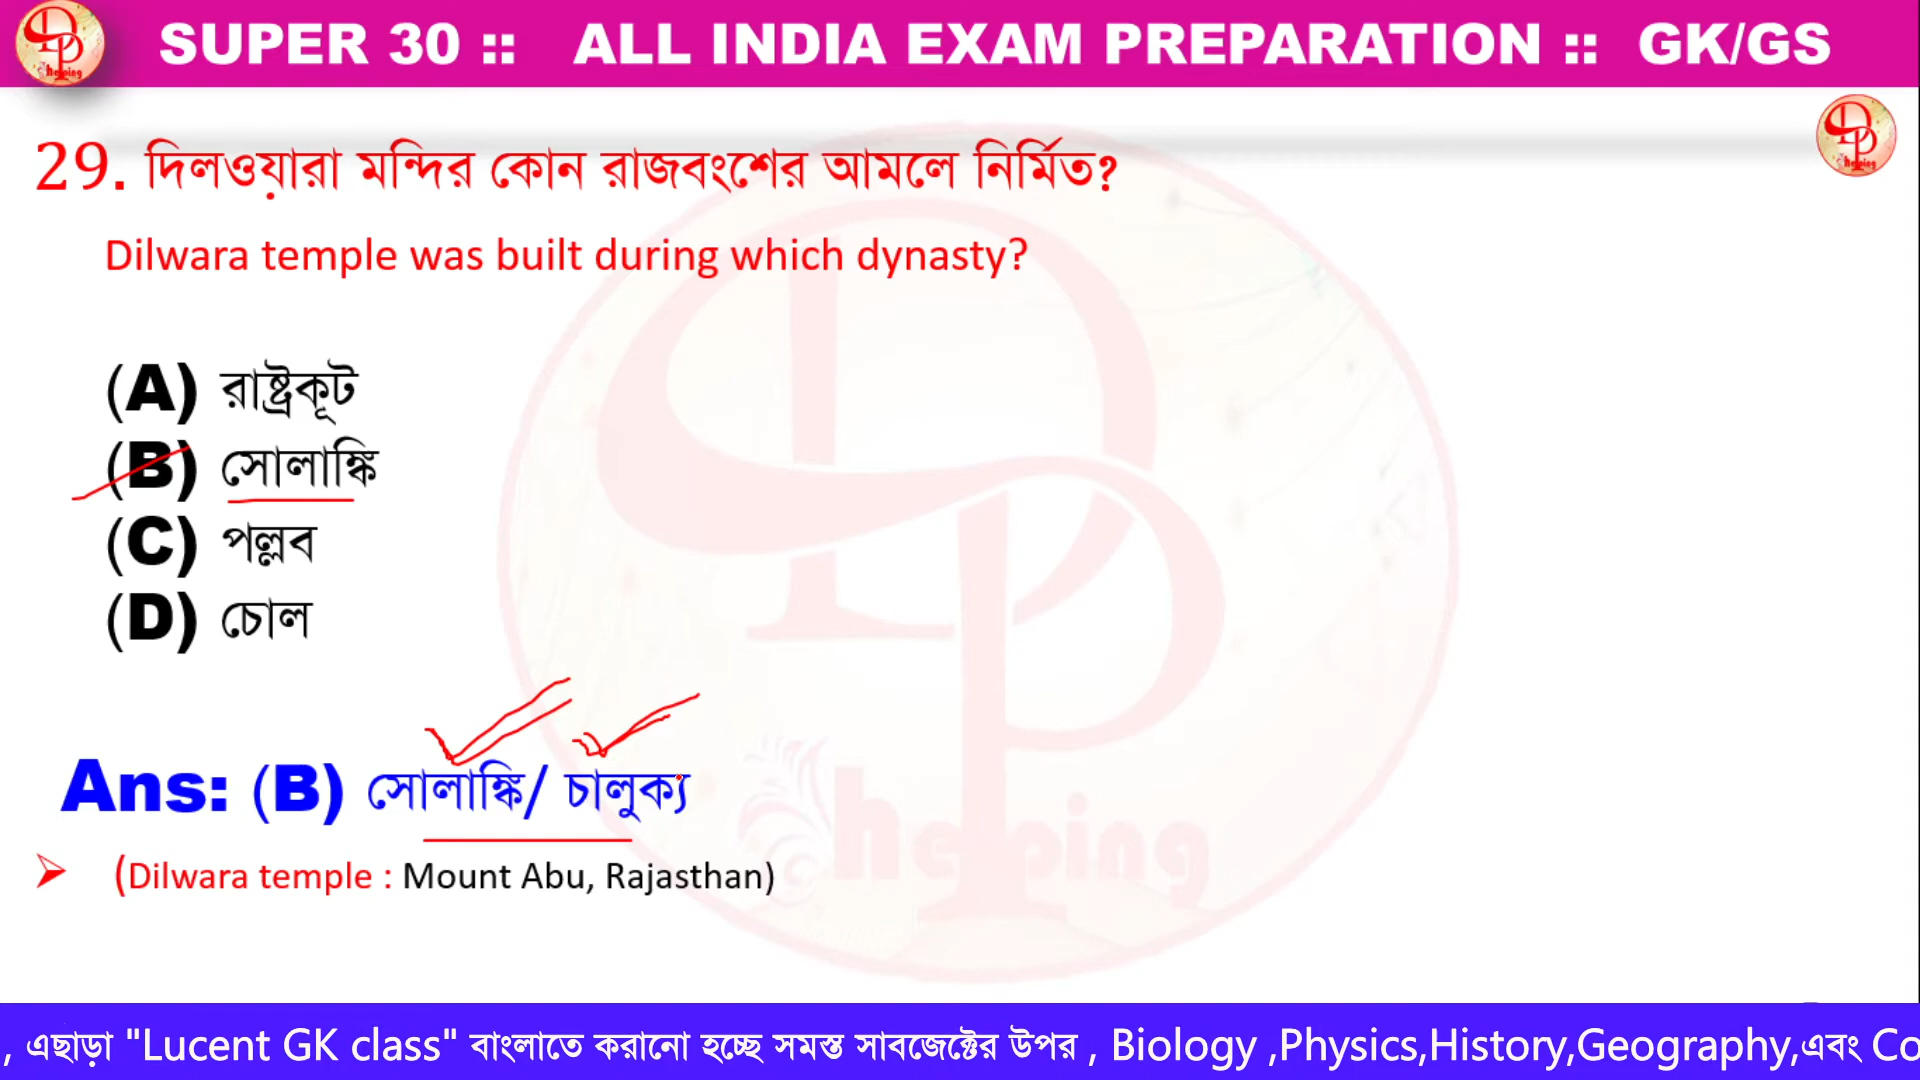 SUPER 30 :: ALL INDIA EXAM PREPARATION :: GK/GS
29. দিলওয়ারা মন্দির কোন রাজবংশের আমলে নির্মিত?
Dilwara temple was built during which dynasty?
(A) রাষ্ট্রকূট
(B) সোলাঙ্কি
(C) পল্লব
(D) চোল
Ans: (B) সোলাঙ্কি/ চালুক্য
(Dilwara temple : Mount Abu, Rajasthan)
helping
, এছাড়া "Lucent GK class" বাংলাতে করানো হচ্ছে সমস্ত সাবজেক্টের উপর , Biology ,Physics,History,Geography,এবং Co